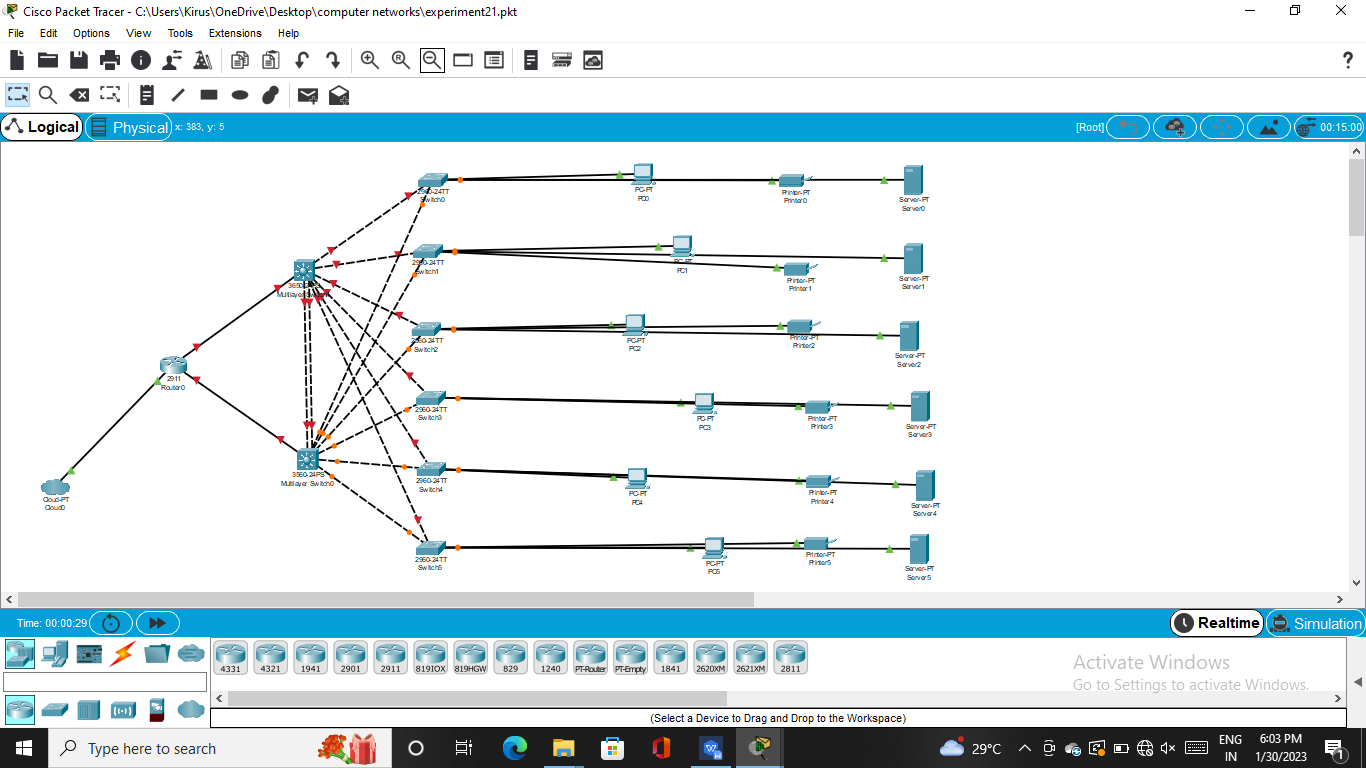 Cisco Packet Tracer - C:\Users\Kirus\OneDrive\Desktop\computer networks\experiment21.pkt
File Edit Options View Tools Extensions Help
Logical Physical x: 383, y: 5 [Root] 00:15:00
2960-24TT
Switch0
PC-PT
PC0
Printer-PT
Printer0
Server-PT
Server0
2960-24TT
Switch1
PC-PT
PC1
Printer-PT
Printer1
Server-PT
Server1
Multilayer
2960-24TT
Switch2
PC-PT
PC2
Printer-PT
Printer2
Server-PT
Server2
2911
Router0
2960-24TT
Switch3
PC-PT
PC3
Printer-PT
Printer3
Server-PT
Server3
3560-24PS
Multilayer Switch0
2960-24TT
Switch4
PC-PT
PC4
Printer-PT
Printer4
Server-PT
Server4
Cloud-PT
Cloud0
2960-24TT
Switch5
PC-PT
PC5
Printer-PT
Printer5
Server-PT
Server5
Time: 00:00:29 Realtime Simulation
4331 4321 1941 2901 2911 819IOX 819HGW 829 1240 PT-Router PT-Empty 1841 2620XM 2621XM 2811
Activate Windows
Go to Settings to activate Windows.
(Select a Device to Drag and Drop to the Workspace)
Type here to search
29°C
ENG
IN
6:03 PM
1/30/2023
1